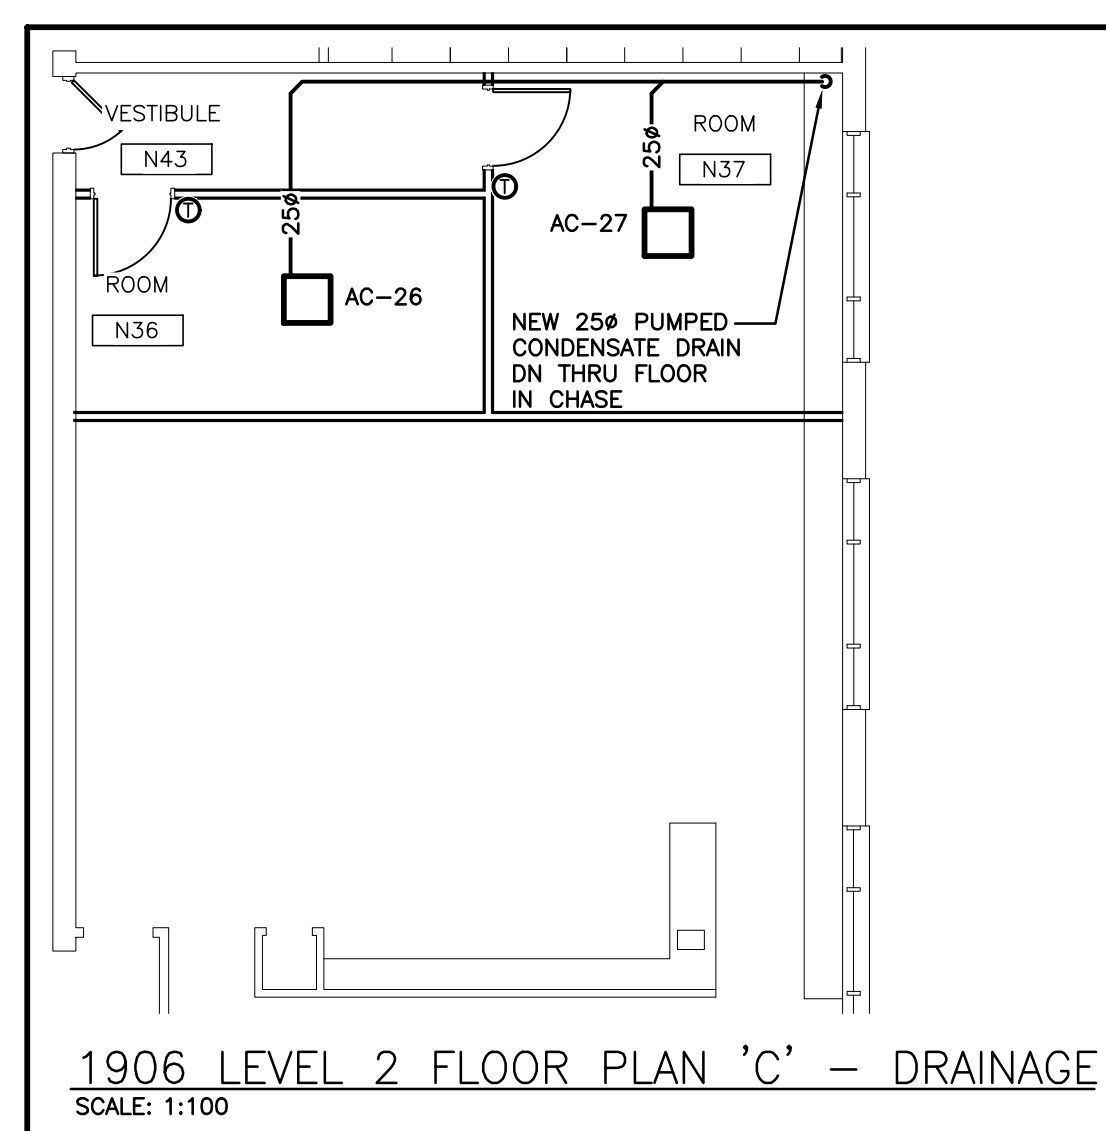 VESTIBULE
N43
25ø
ROOM
N37
T
T
25ø
AC-27
ROOM
N36
AC-26
NEW 25ø PUMPED
CONDENSATE DRAIN
DN THRU FLOOR
IN CHASE
1906 LEVEL 2 FLOOR PLAN 'C' - DRAINAGE
SCALE: 1:100